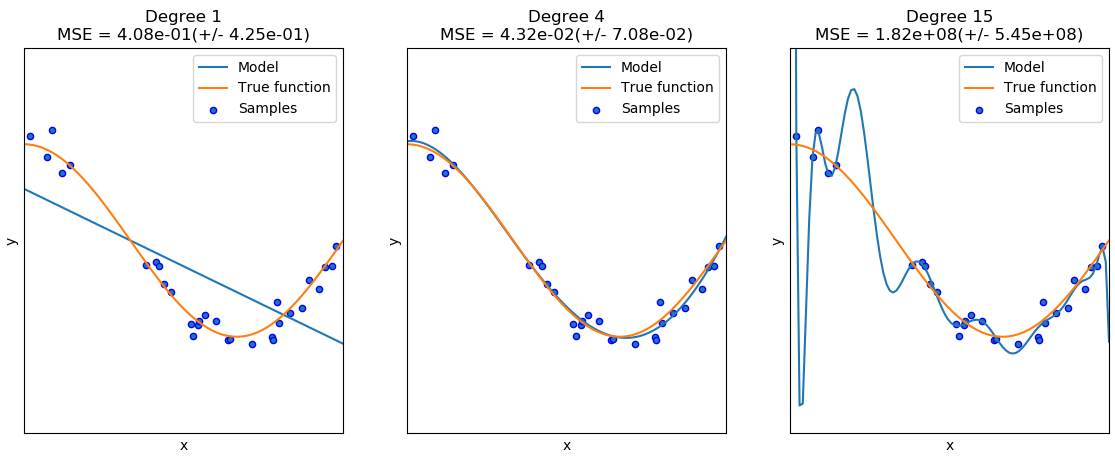 Degree 1
MSE = 4.08e-01(+/- 4.25e-01)
Model
True function
Samples
y
x
Degree 4
MSE = 4.32e-02(+/- 7.08e-02)
Model
True function
Samples
y
x
Degree 15
MSE = 1.82e+08(+/- 5.45e+08)
Model
True function
Samples
y
x